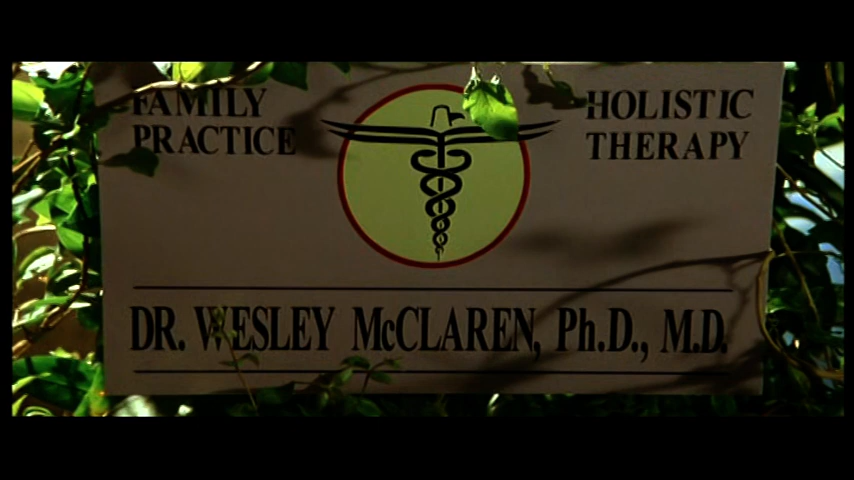 FAMILY
PRACTICE
HOLISTIC
THERAPY
DR. WESLEY McCLAREN, Ph.D., M.D.